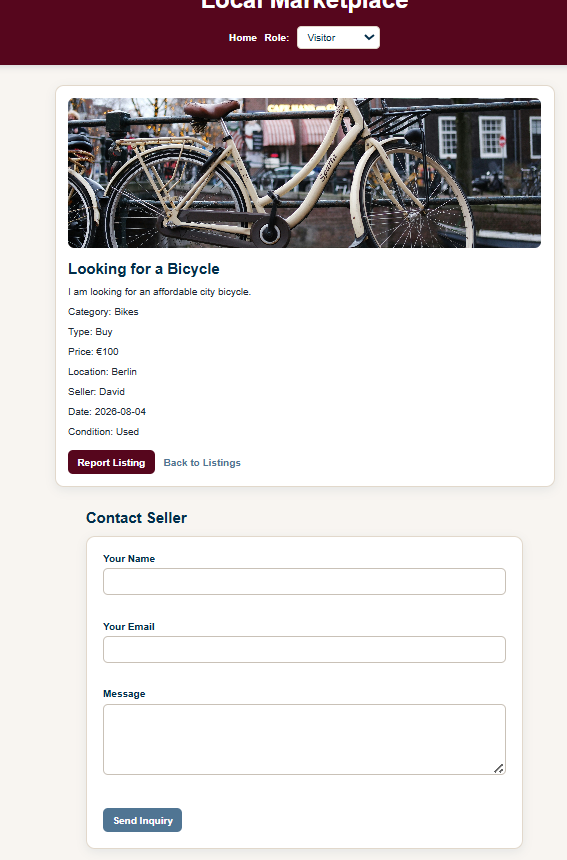 Local Marketplace
Home Role: Visitor
Looking for a Bicycle
I am looking for an affordable city bicycle.
Category: Bikes
Type: Buy
Price: €100
Location: Berlin
Seller: David
Date: 2026-08-04
Condition: Used
Report Listing Back to Listings
Contact Seller
Your Name
Your Email
Message
Send Inquiry